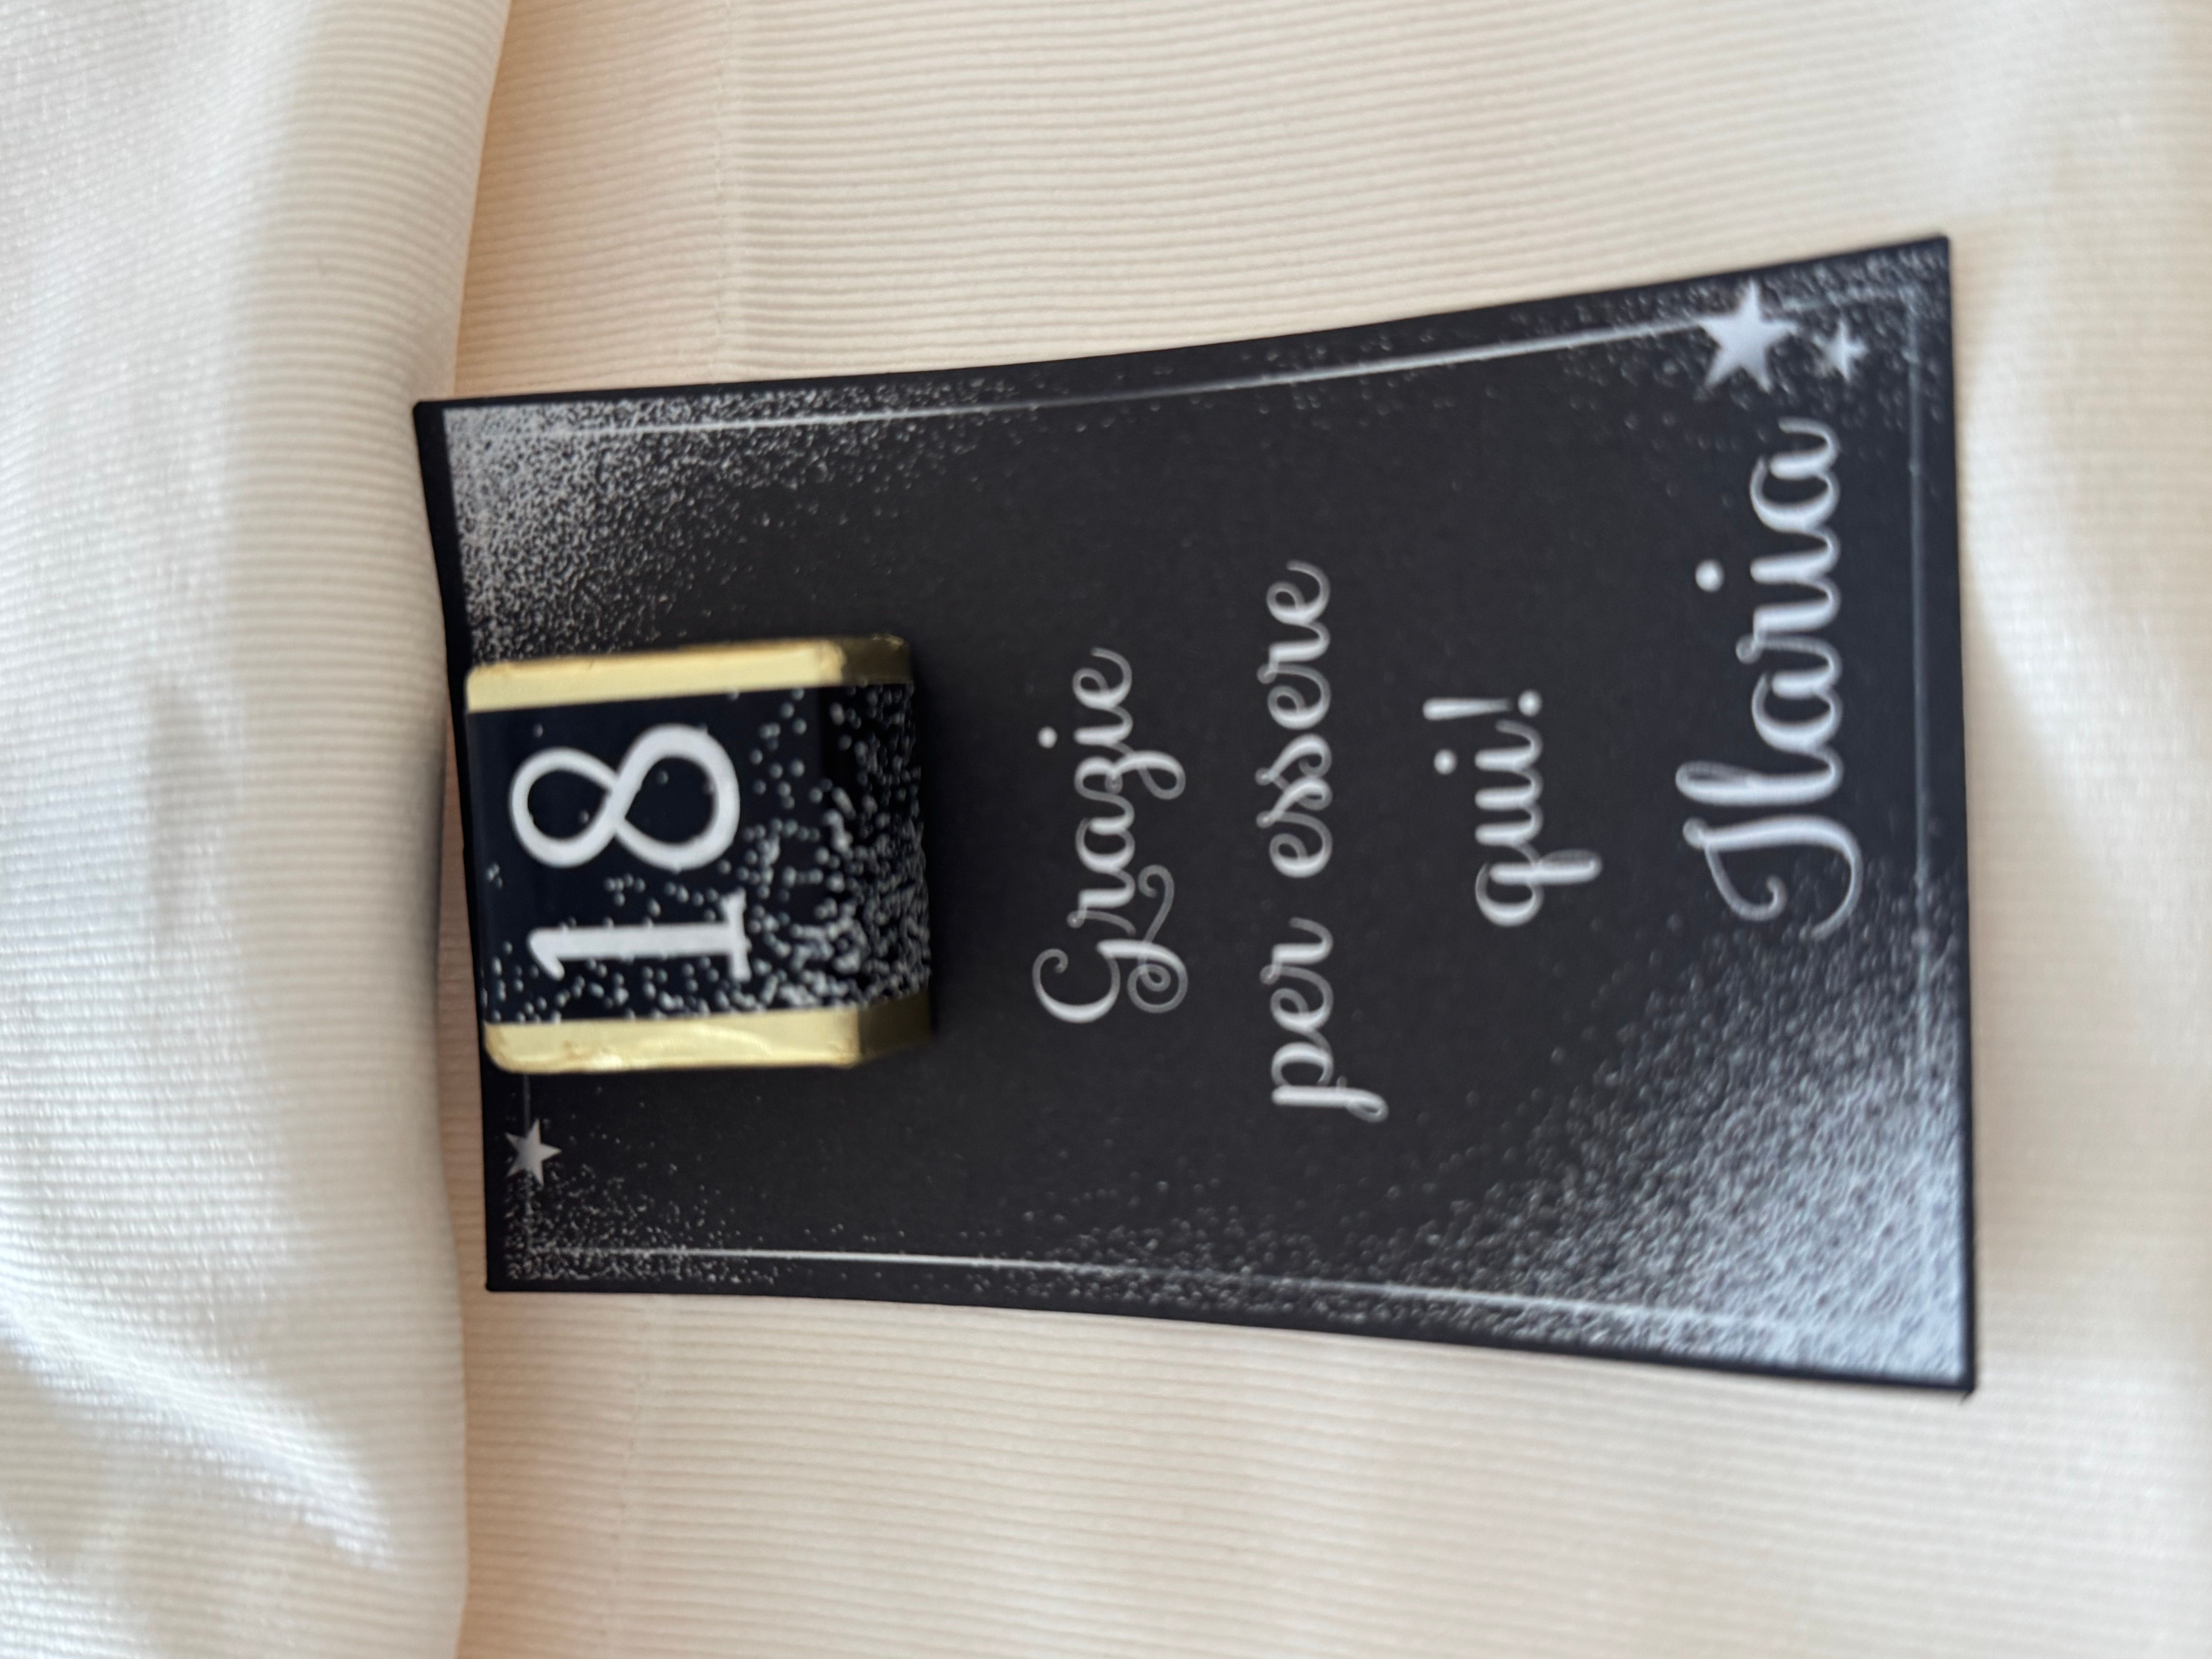 18
Grazie
per essere
qui!
Ilaria